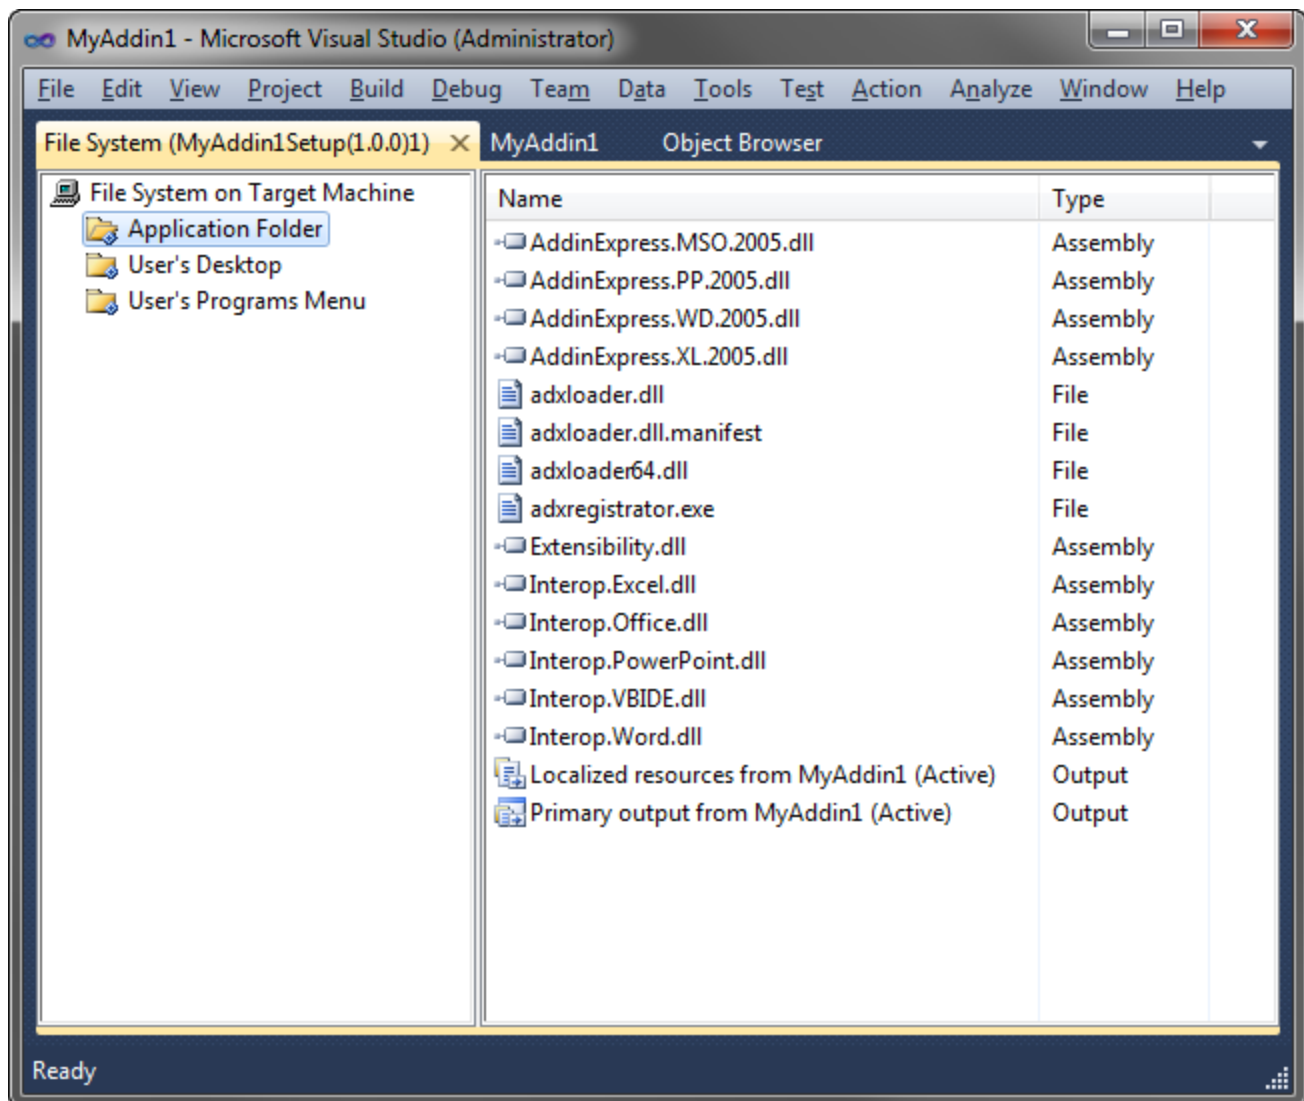 MyAddin1 - Microsoft Visual Studio (Administrator)
File Edit View Project Build Debug Team Data Tools Test Action Analyze Window Help
File System (MyAddin1Setup(1.0.0)1) MyAddin1 Object Browser
File System on Target Machine
Application Folder
User's Desktop
User's Programs Menu
Name Type
AddinExpress.MSO.2005.dll Assembly
AddinExpress.PP.2005.dll Assembly
AddinExpress.WD.2005.dll Assembly
AddinExpress.XL.2005.dll Assembly
adxloader.dll File
adxloader.dll.manifest File
adxloader64.dll File
adxregistrator.exe File
Extensibility.dll Assembly
Interop.Excel.dll Assembly
Interop.Office.dll Assembly
Interop.PowerPoint.dll Assembly
Interop.VBIDE.dll Assembly
Interop.Word.dll Assembly
Localized resources from MyAddin1 (Active) Output
Primary output from MyAddin1 (Active) Output
Ready